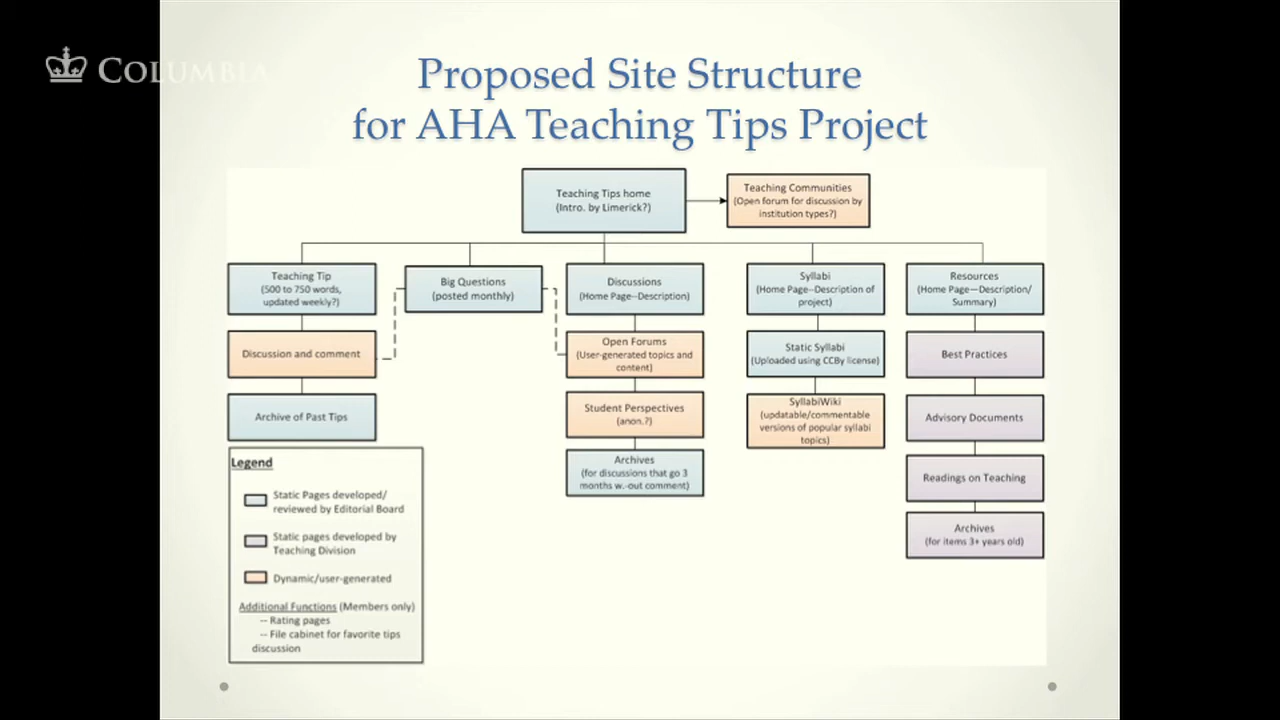 COLUMBIA
Proposed Site Structure
for AHA Teaching Tips Project
Teaching Tips home
(Intro. by Limerick?)
Teaching Communities
(Open forum for discussion by
institution types?)
Teaching Tip
(500 to 750 words,
updated weekly?)
Discussion and comment
Archive of Past Tips
Big Questions
(posted monthly)
Discussions
(Home Page--Description)
Open Forums
(User-generated topics and
content)
Student Perspectives
(anon.?)
Archives
(for discussions that go 3
months w.-out comment)
Syllabi
(Home Page--Description of
project)
Static Syllabi
(Uploaded using CCBy license)
SyllabiWiki
(updatable/commentable
versions of popular syllabi
topics)
Resources
(Home Page—Description/
Summary)
Best Practices
Advisory Documents
Readings on Teaching
Archives
(for items 3+ years old)
Legend
Static Pages developed/
reviewed by Editorial Board
Static pages developed by
Teaching Division
Dynamic/user-generated
Additional Functions (Members only)
-- Rating pages
-- File cabinet for favorite tips
discussion